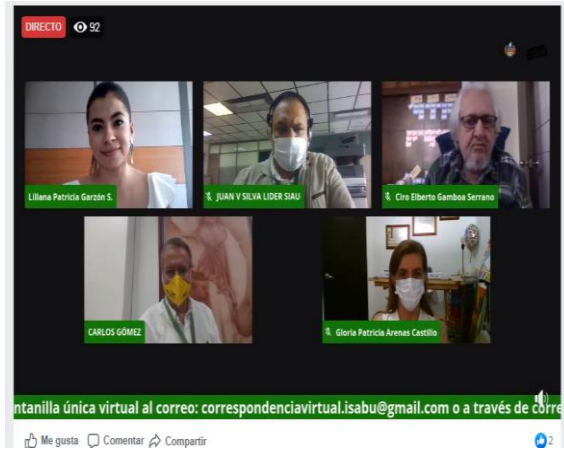 DIRECTO 92
Liliana Patricia Garzón S.
JUAN V SILVA LIDER SIAU
Ciro Elberto Gamboa Serrano
CARLOS GÓMEZ
Gloria Patricia Arenas Castillo
ntanilla única virtual al correo: correspondenciavirtual.isabu@gmail.com o a través de corre
Me gusta Comentar Compartir 2